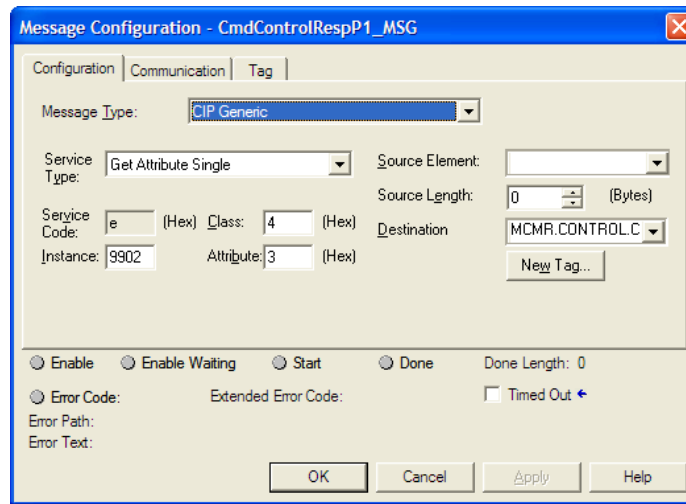 Message Configuration - CmdControlRespP1_MSG
Configuration Communication Tag
Message Type: CIP Generic
Service Type: Get Attribute Single
Source Element:
Source Length: 0 (Bytes)
Service Code: e (Hex) Class: 4 (Hex)
Destination MCMR.CONTROL.C
Instance: 9902 Attribute: 3 (Hex)
New Tag...
Enable Enable Waiting Start Done Done Length: 0
Error Code: Extended Error Code: Timed Out
Error Path:
Error Text:
OK Cancel Apply Help